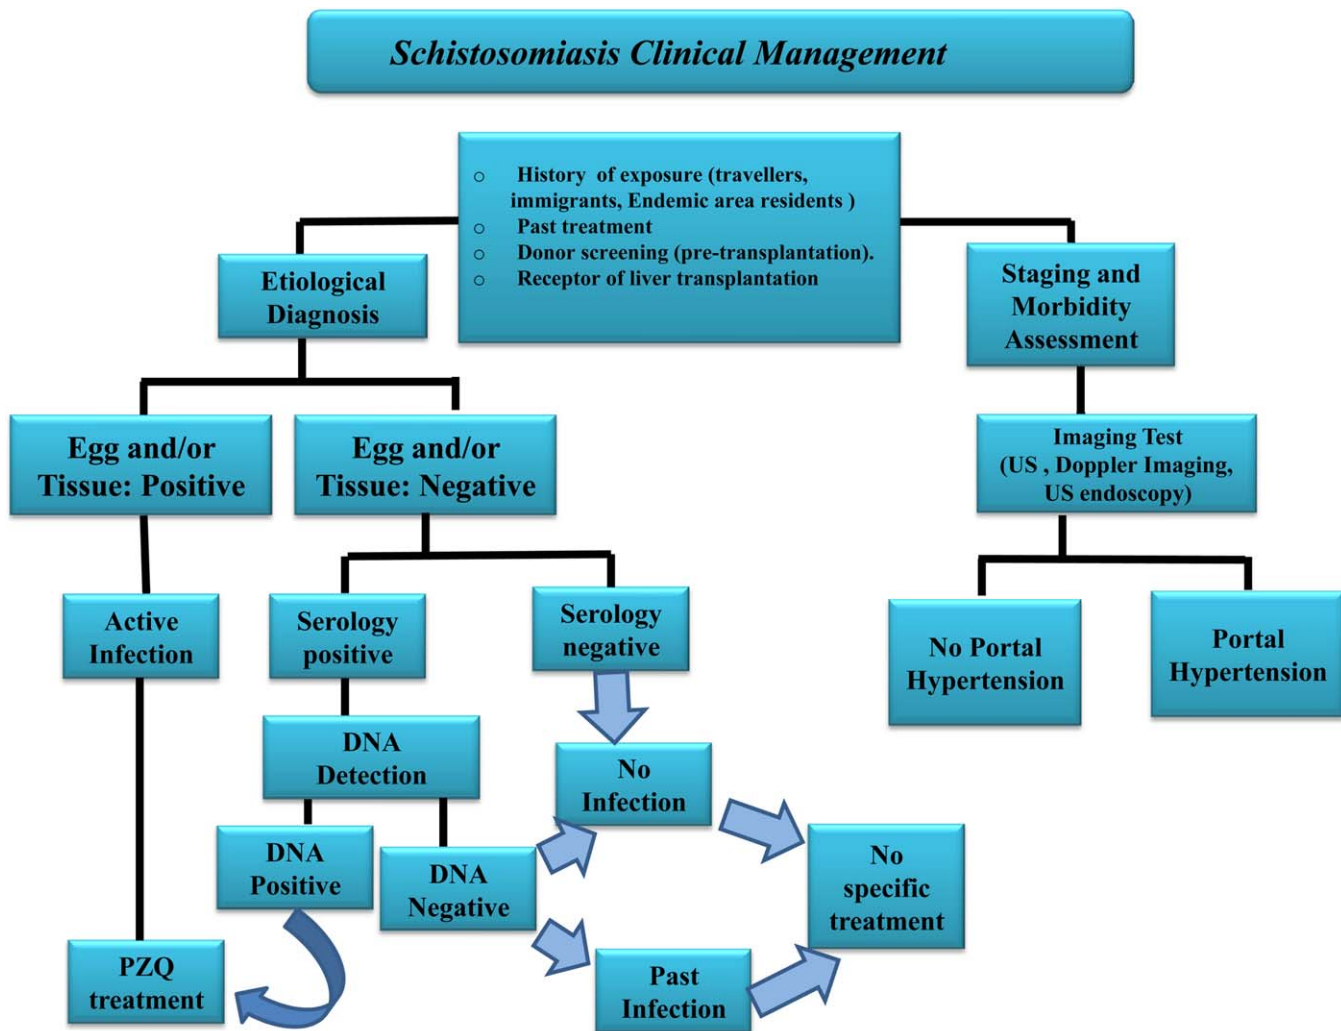 Schistosomiasis Clinical Management
o History of exposure (travellers,
immigrants, Endemic area residents )
o Past treatment
o Donor screening (pre-transplantation).
o Receptor of liver transplantation
Etiological
Diagnosis
Staging and
Morbidity
Assessment
Egg and/or
Tissue: Positive
Egg and/or
Tissue: Negative
Imaging Test
(US , Doppler Imaging,
US endoscopy)
Active
Infection
Serology
positive
Serology
negative
No Portal
Hypertension
Portal
Hypertension
DNA
Detection
No
Infection
DNA
Positive
DNA
Negative
No
specific
treatment
PZQ
treatment
Past
Infection